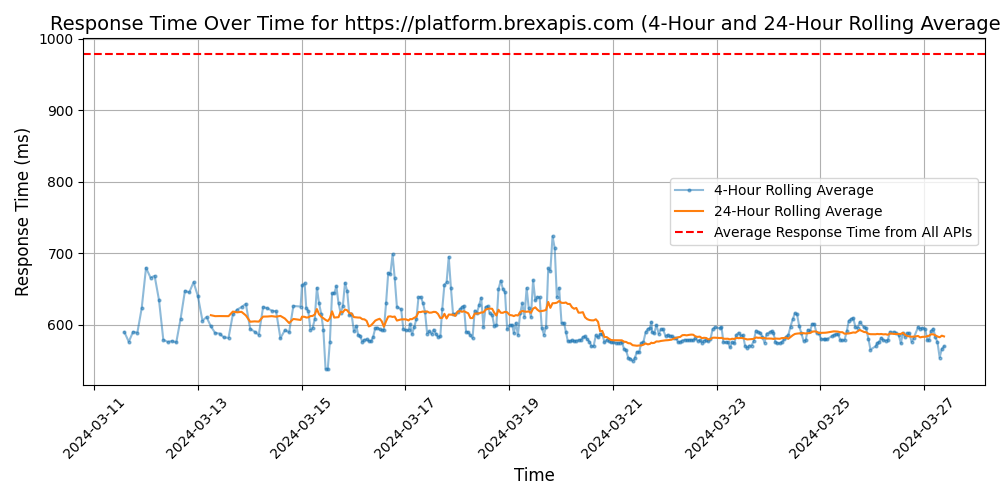 Response Time Over Time for https://platform.brexapis.com (4-Hour and 24-Hour Rolling Average
Response Time (ms)
1000
900
800
700
600
4-Hour Rolling Average
24-Hour Rolling Average
Average Response Time from All APIs
2024-03-11
2024-03-13
2024-03-15
2024-03-17
2024-03-19
2024-03-21
2024-03-23
2024-03-25
2024-03-27
Time